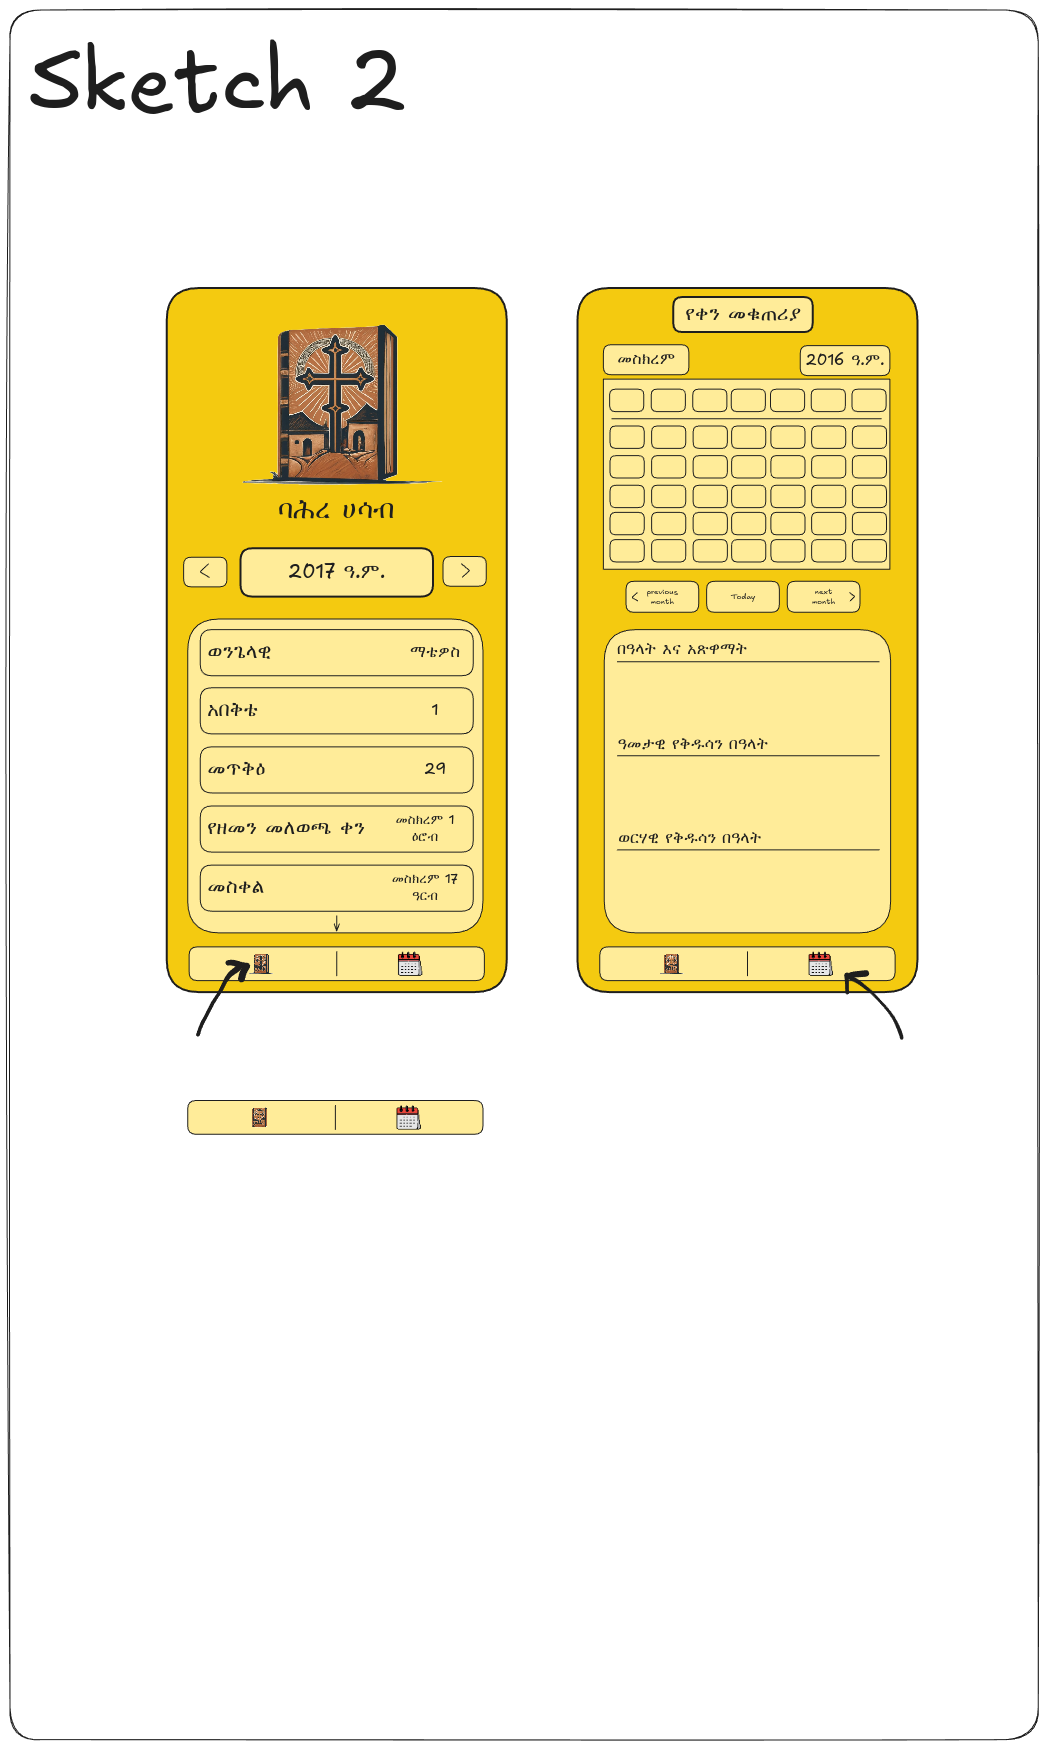 Sketch 2
ባሕረ ሀሳብ
<
2017 ዓ.ም.
>
ወንጌላዊ
ማቴዎስ
አበቅቴ
1
መጥቅዕ
29
የዘመን መለወጫ ቀን
መስከረም 1
ዕሮብ
መስቀል
መስከረም 17
ዓርብ
የቀን መቁጠሪያ
መስከረም
2016 ዓ.ም.
< previous
month
Today
next
month >
በዓላት እና አጽዋማት
ዓመታዊ የቅዱሳን በዓላት
ወርሃዊ የቅዱሳን በዓላት